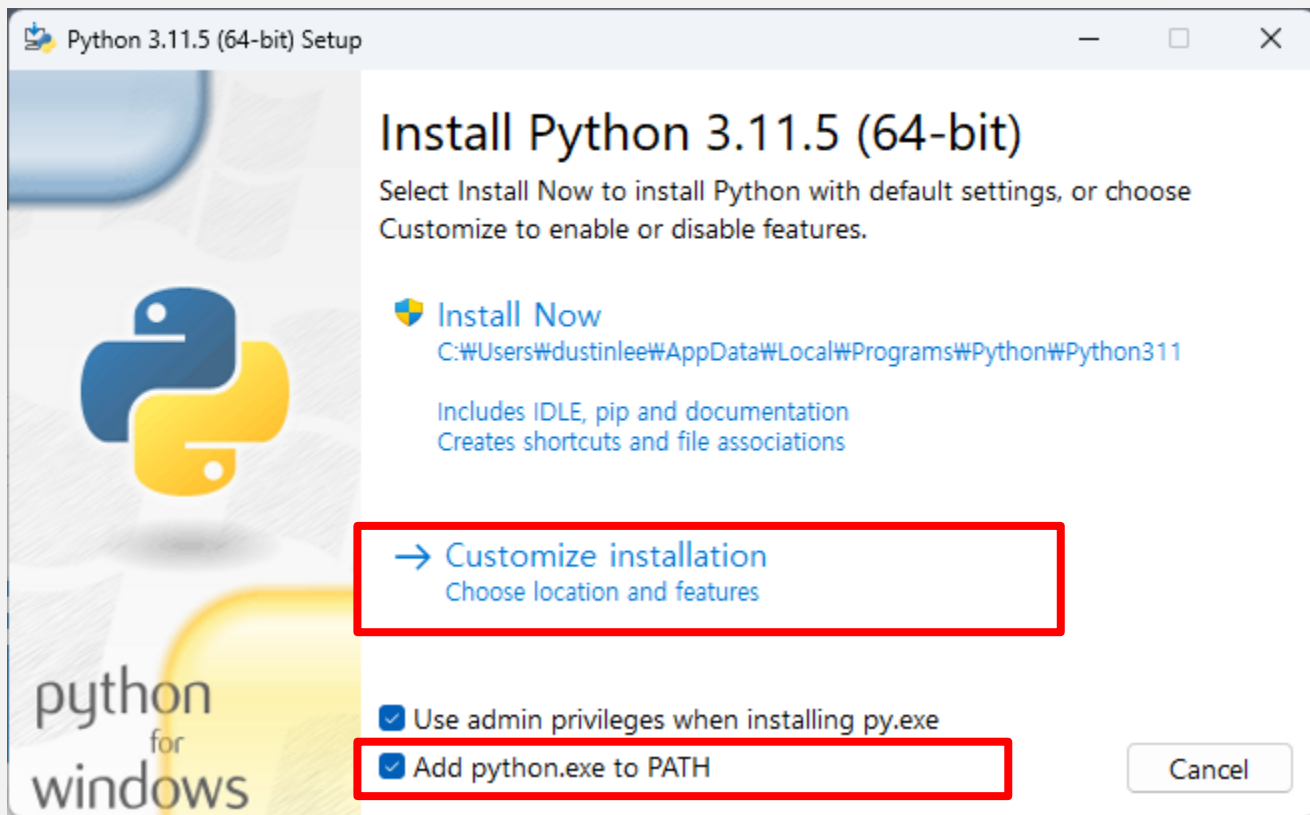 Python 3.11.5 (64-bit) Setup
Install Python 3.11.5 (64-bit)
Select Install Now to install Python with default settings, or choose
Customize to enable or disable features.
Install Now
C:₩Users₩dustinlee₩AppData₩Local₩Programs₩Python₩Python311
Includes IDLE, pip and documentation
Creates shortcuts and file associations
→ Customize installation
Choose location and features
python
for
windows
Use admin privileges when installing py.exe
Add python.exe to PATH
Cancel